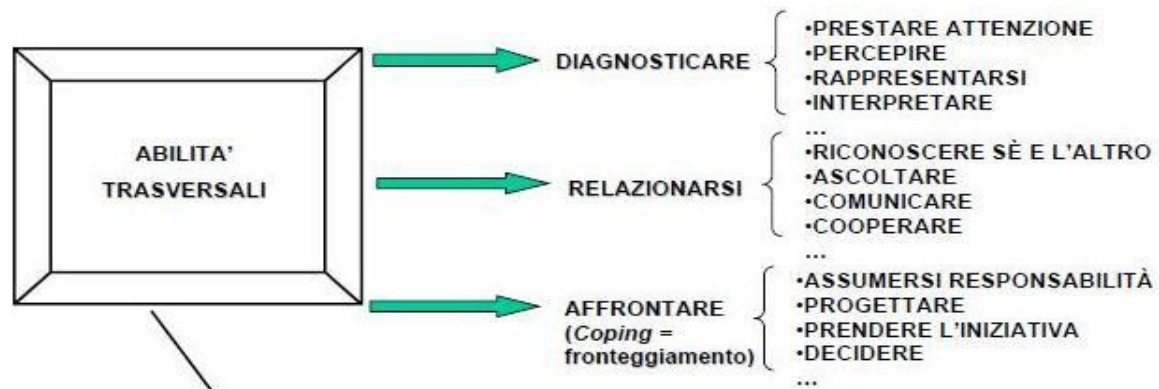 ABILITA'
TRASVERSALI
DIAGNOSTICARE
•PRESTARE ATTENZIONE
•PERCEPIRE
•RAPPRESENTARSI
•INTERPRETARE
...
RELAZIONARSI
•RICONOSCERE SÈ E L'ALTRO
•ASCOLTARE
•COMUNICARE
•COOPERARE
...
AFFRONTARE
(Coping =
fronteggiamento)
•ASSUMERSI RESPONSABILITÀ
•PROGETTARE
•PRENDERE L'INIZIATIVA
•DECIDERE
...